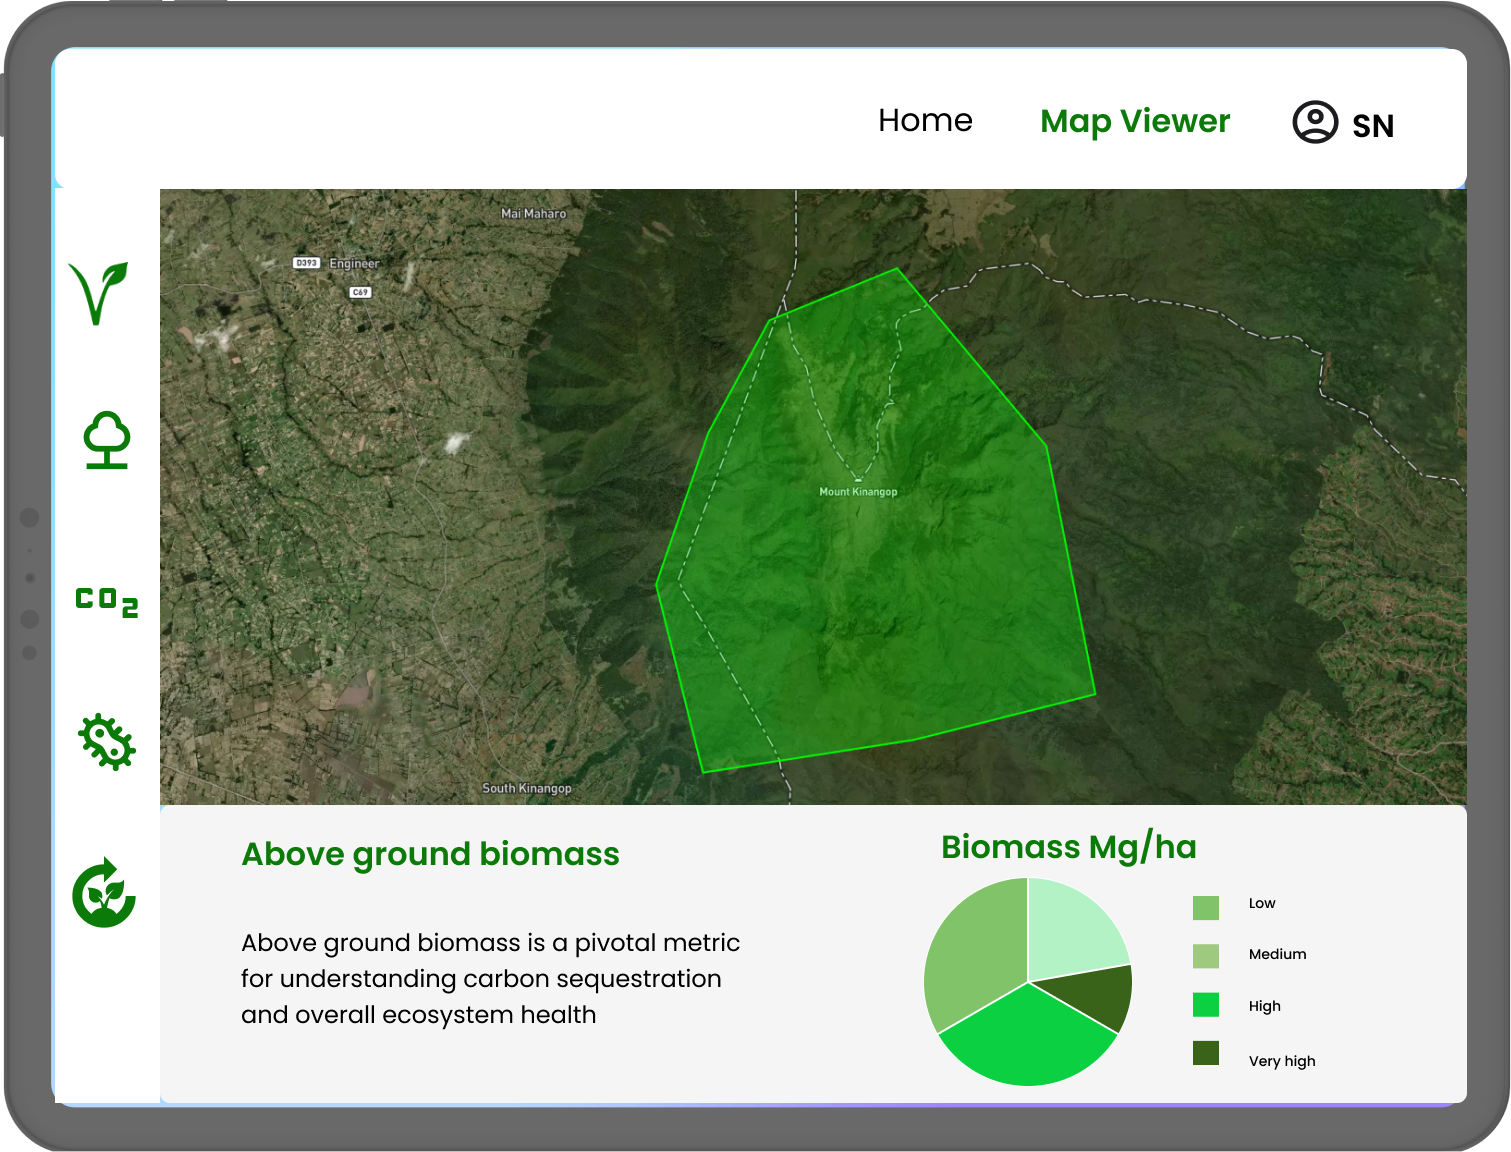 Home
Map Viewer
SN
Mai Maharo
D393
Engineer
C69
CO2
Mount Kinangop
South Kinangop
Above ground biomass
Above ground biomass is a pivotal metric
for understanding carbon sequestration
and overall ecosystem health
Biomass Mg/ha
Low
Medium
High
Very high